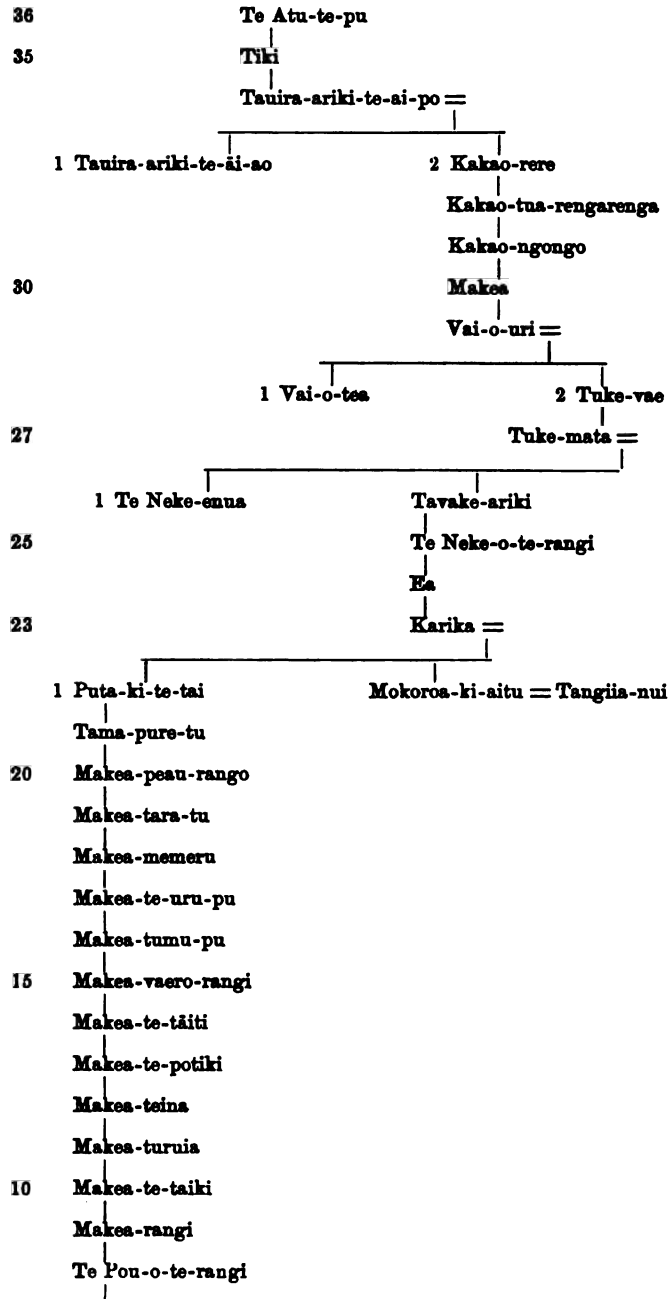 36 Te Atu-te-pu
35 Tiki
Tauira-ariki-te-ai-po =
1 Tauira-ariki-te-āi-ao 2 Kakao-rere
Kakao-tua-rengarenga
Kakao-ngongo
30 Makea
Vai-o-uri =
1 Vai-o-tea 2 Tuke-vae
27 Tuke-mata =
1 Te Neke-enua Tavake-ariki
25 Te Neke-o-te-rangi
Ea
23 Karika =
1 Puta-ki-te-tai Mokoroa-ki-aitu = Tangiia-nui
Tama-pure-tu
20 Makea-peau-rango
Makea-tara-tu
Makea-memeru
Makea-te-uru-pu
Makea-tumu-pu
15 Makea-vaero-rangi
Makea-te-tāiti
Makea-te-potiki
Makea-teina
Makea-turuia
10 Makea-te-taiki
Makea-rangi
Te Pou-o-te-rangi